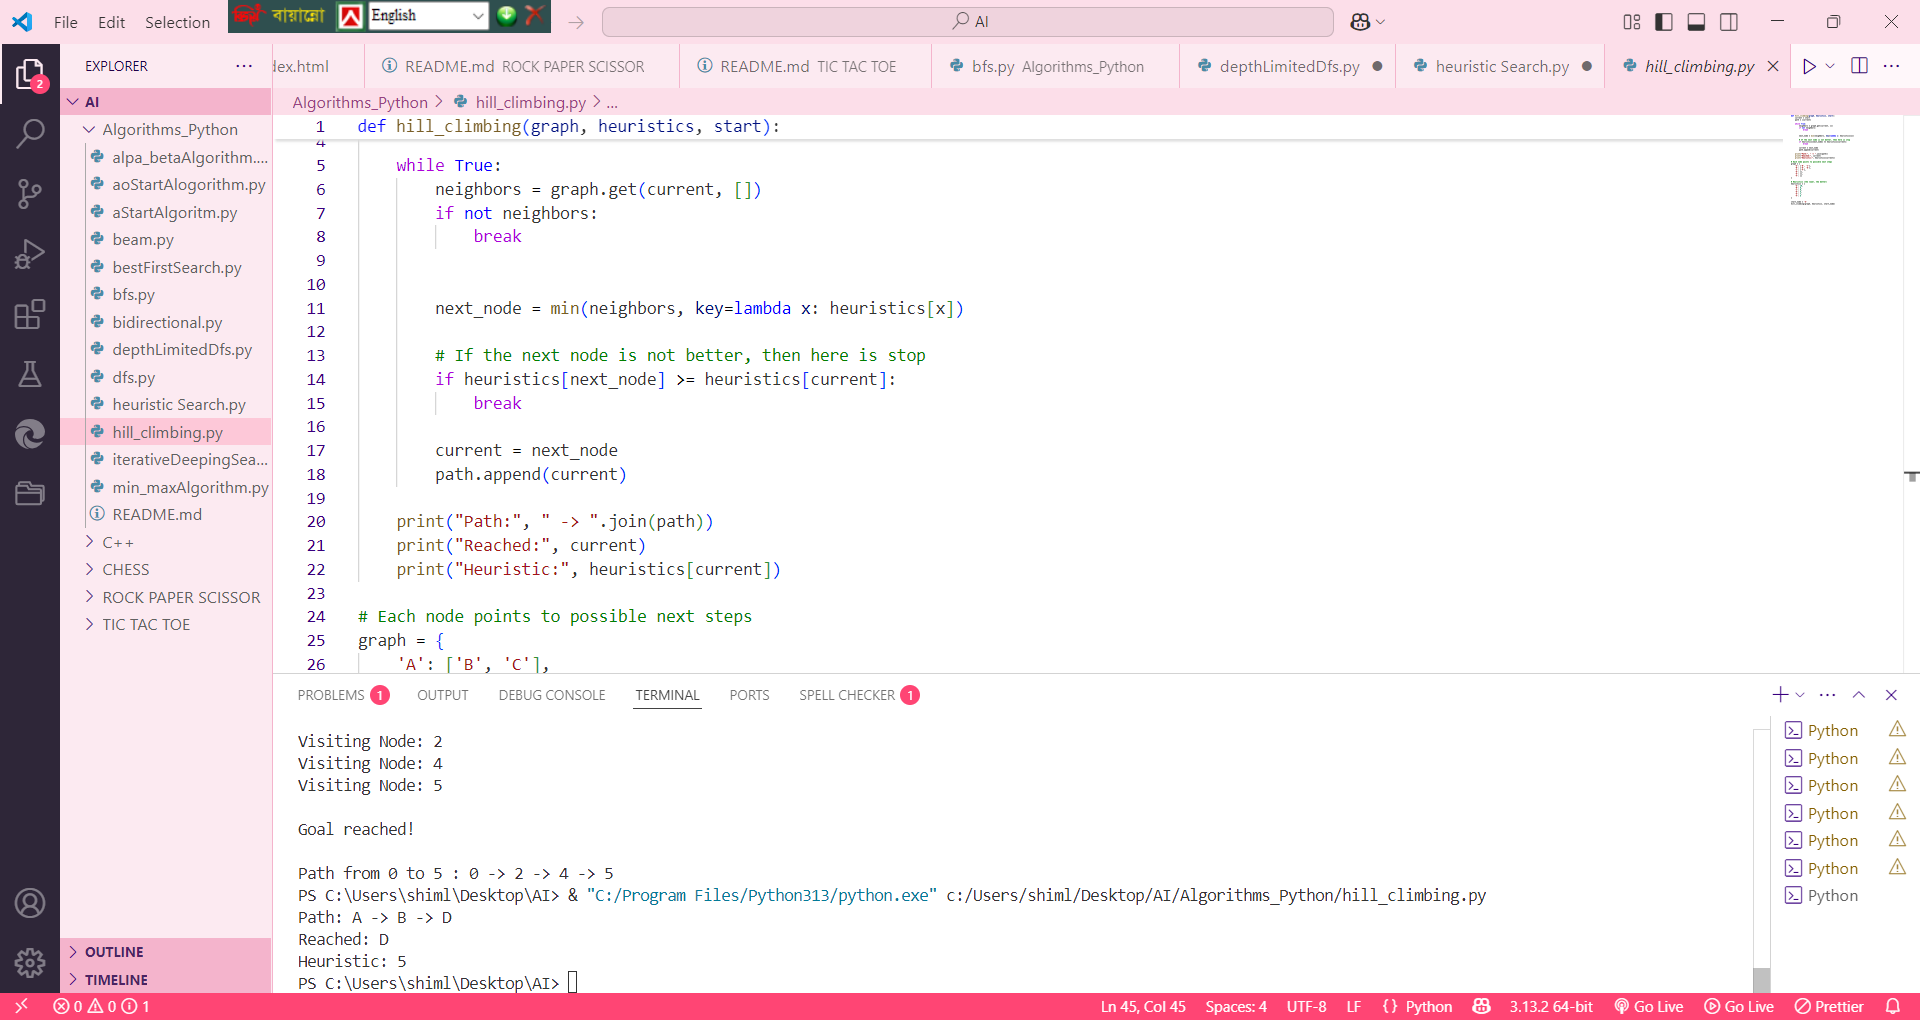 File Edit Selection
বায়ান্নো English
AI
EXPLORER
dex.html
README.md ROCK PAPER SCISSOR
README.md TIC TAC TOE
bfs.py Algorithms_Python
depthLimitedDfs.py
heuristic Search.py
hill_climbing.py
2
AI
Algorithms_Python
alpa_betaAlgorithm....
aoStartAlogorithm.py
aStartAlgoritm.py
beam.py
bestFirstSearch.py
bfs.py
bidirectional.py
depthLimitedDfs.py
dfs.py
heuristic Search.py
hill_climbing.py
iterativeDeepingSea...
min_maxAlgorithm.py
README.md
C++
CHESS
ROCK PAPER SCISSOR
TIC TAC TOE
OUTLINE
TIMELINE
Algorithms_Python > hill_climbing.py > ...
1 def hill_climbing(graph, heuristics, start):
4
5 while True:
6 neighbors = graph.get(current, [])
7 if not neighbors:
8 break
9
10
11 next_node = min(neighbors, key=lambda x: heuristics[x])
12
13 # If the next node is not better, then here is stop
14 if heuristics[next_node] >= heuristics[current]:
15 break
16
17 current = next_node
18 path.append(current)
19
20 print("Path:", " -> ".join(path))
21 print("Reached:", current)
22 print("Heuristic:", heuristics[current])
23
24 # Each node points to possible next steps
25 graph = {
26 'A': ['B', 'C'],
PROBLEMS 1 OUTPUT DEBUG CONSOLE TERMINAL PORTS SPELL CHECKER 1
Visiting Node: 2
Visiting Node: 4
Visiting Node: 5
Goal reached!
Path from 0 to 5 : 0 -> 2 -> 4 -> 5
PS C:\Users\shiml\Desktop\AI> & "C:/Program Files/Python313/python.exe" c:/Users/shiml/Desktop/AI/Algorithms_Python/hill_climbing.py
Path: A -> B -> D
Reached: D
Heuristic: 5
PS C:\Users\shiml\Desktop\AI>
Python
Python
Python
Python
Python
Python
Python
0 0 1
Ln 45, Col 45 Spaces: 4 UTF-8 LF {} Python 3.13.2 64-bit Go Live Go Live Prettier